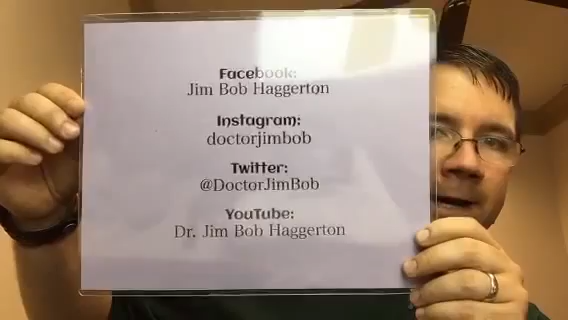 Facebook:
Jim Bob Haggerton
Instagram:
doctorjimbob
Twitter:
@DoctorJimBob
YouTube:
Dr. Jim Bob Haggerton